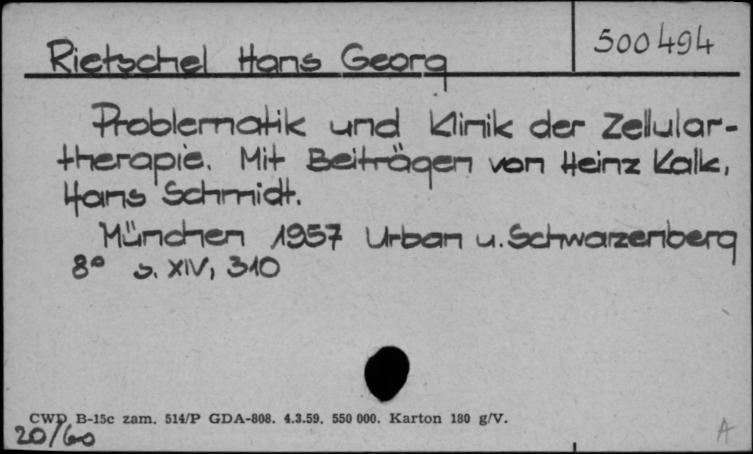 500494
Rietschel Hans Georg
Problematik und Klinik der Zellular-
therapie. Mit Beiträgen von Heinz Kalk,
Hans Schmidt.
München 1957 Urban u. Schwarzenberg
8° s. XIV, 310
CWD B-15c zam. 514/P GDA-808. 4.3.59. 550 000. Karton 180 g/V.
20/60
A